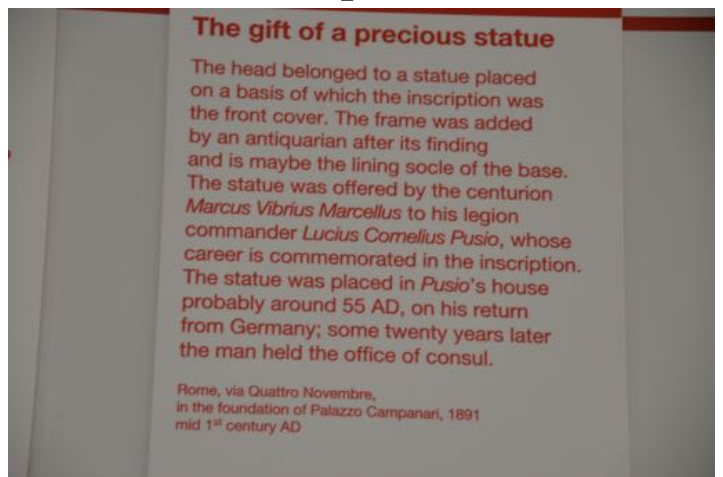 The gift of a precious statue
The head belonged to a statue placed
on a basis of which the inscription was
the front cover. The frame was added
by an antiquarian after its finding
and is maybe the lining socle of the base.
The statue was offered by the centurion
Marcus Vibrius Marcellus to his legion
commander Lucius Cornelius Pusio, whose
career is commemorated in the inscription.
The statue was placed in Pusio's house
probably around 55 AD, on his return
from Germany; some twenty years later
the man held the office of consul.
Rome, via Quattro Novembre,
in the foundation of Palazzo Campanari, 1891
mid 1st century AD